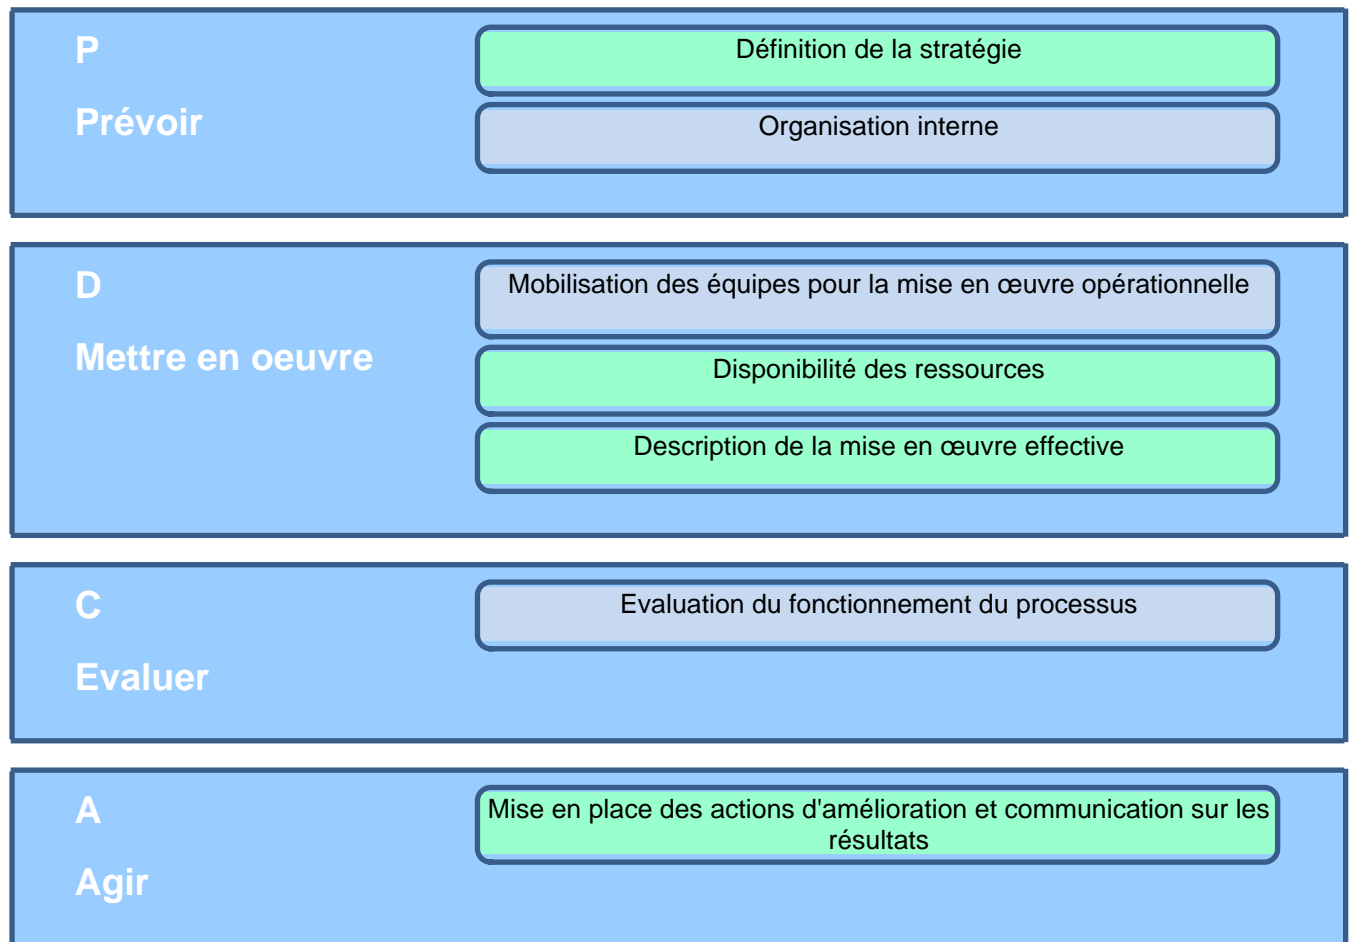 P
Définition de la stratégie
Prévoir
Organisation interne
D
Mobilisation des équipes pour la mise en œuvre opérationnelle
Mettre en oeuvre
Disponibilité des ressources
Description de la mise en œuvre effective
C
Evaluation du fonctionnement du processus
Evaluer
A
Mise en place des actions d'amélioration et communication sur les
résultats
Agir